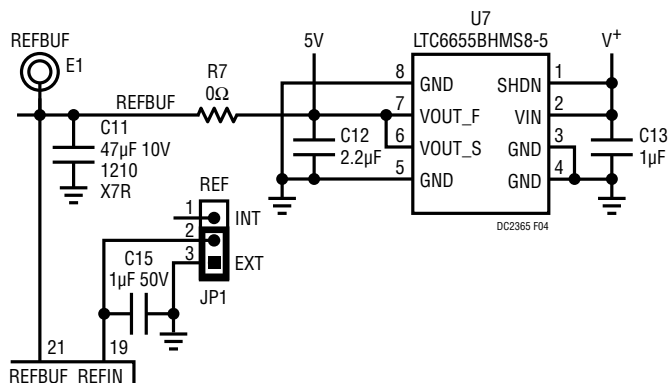 REFBUF
E1
REFBUF
R7
0Ω
5V
U7
LTC6655BHMS8-5
V+
8 GND
SHDN 1
7 VOUT_F
VIN 2
6 VOUT_S
GND 3
5 GND
GND 4
C11
47µF 10V
1210
X7R
C12
2.2µF
C13
1µF
DC2365 F04
REF
1
INT
2
3
EXT
JP1
C15
1µF 50V
21
19
REFBUF
REFIN